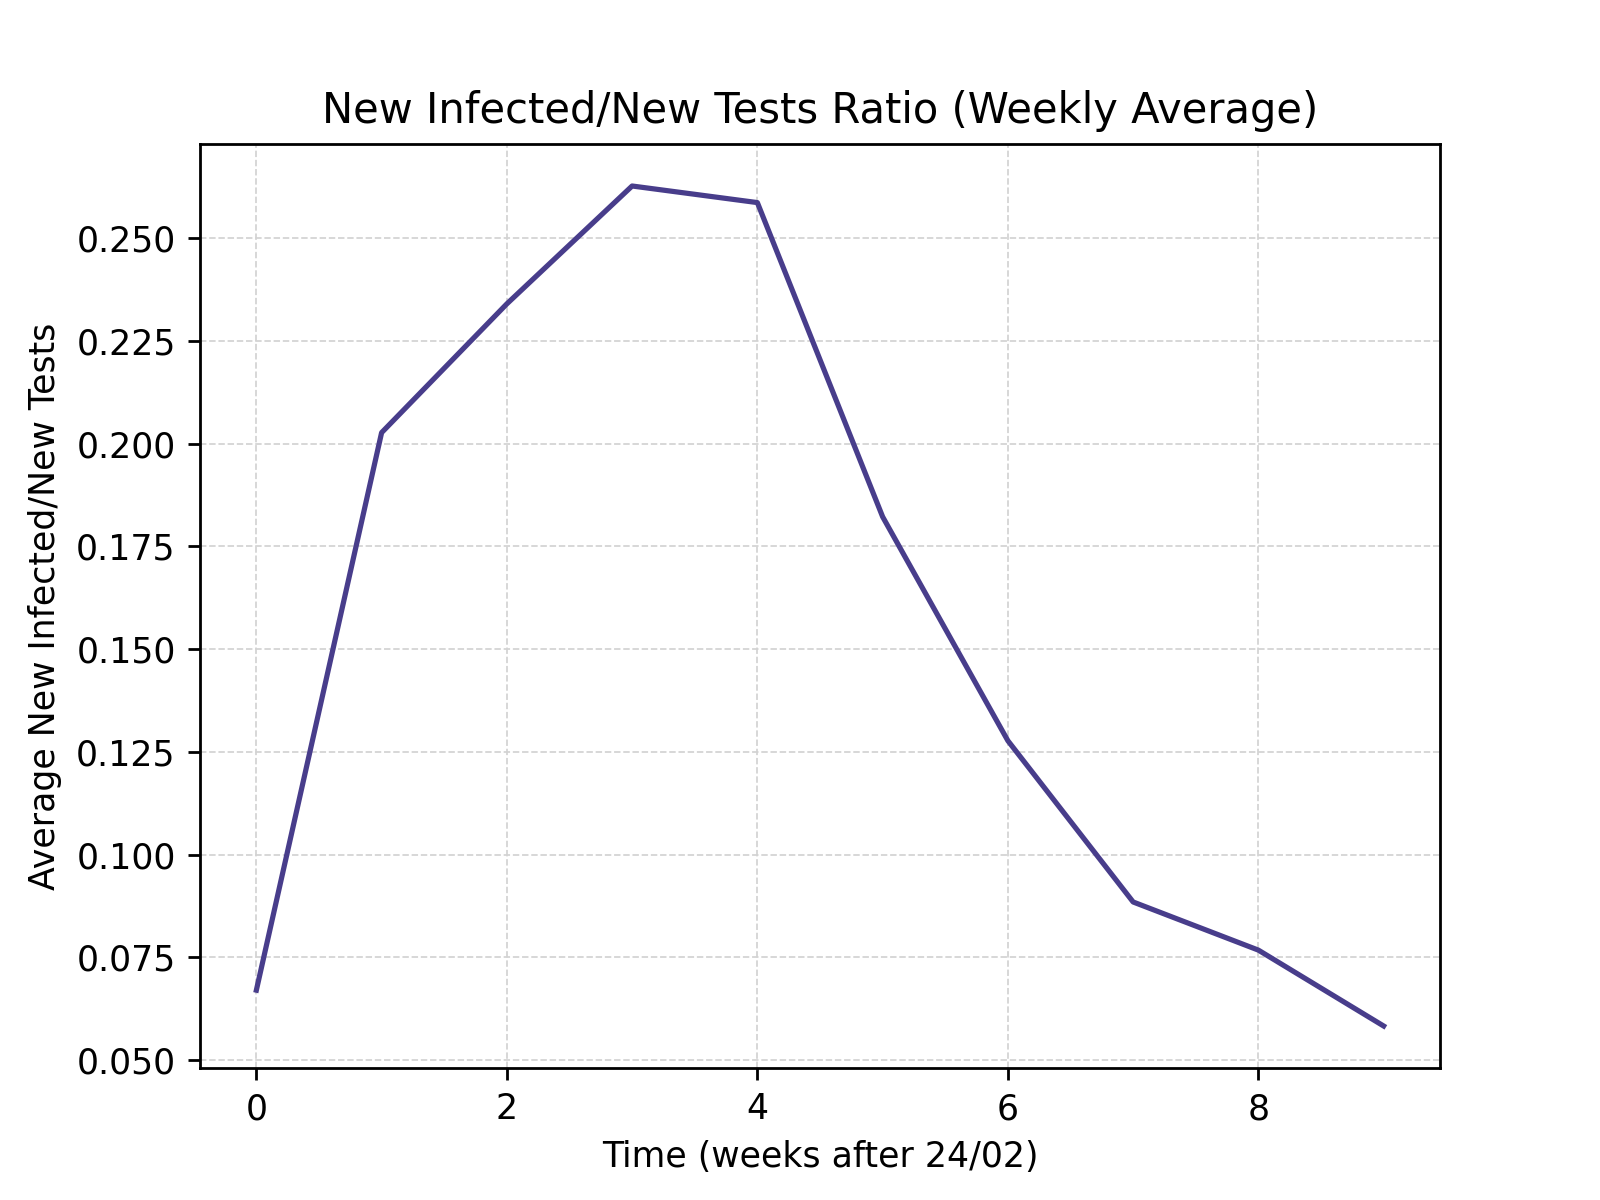 New Infected/New Tests Ratio (Weekly Average)
Average New Infected/New Tests
0.250
0.225
0.200
0.175
0.150
0.125
0.100
0.075
0.050
0 2 4 6 8
Time (weeks after 24/02)